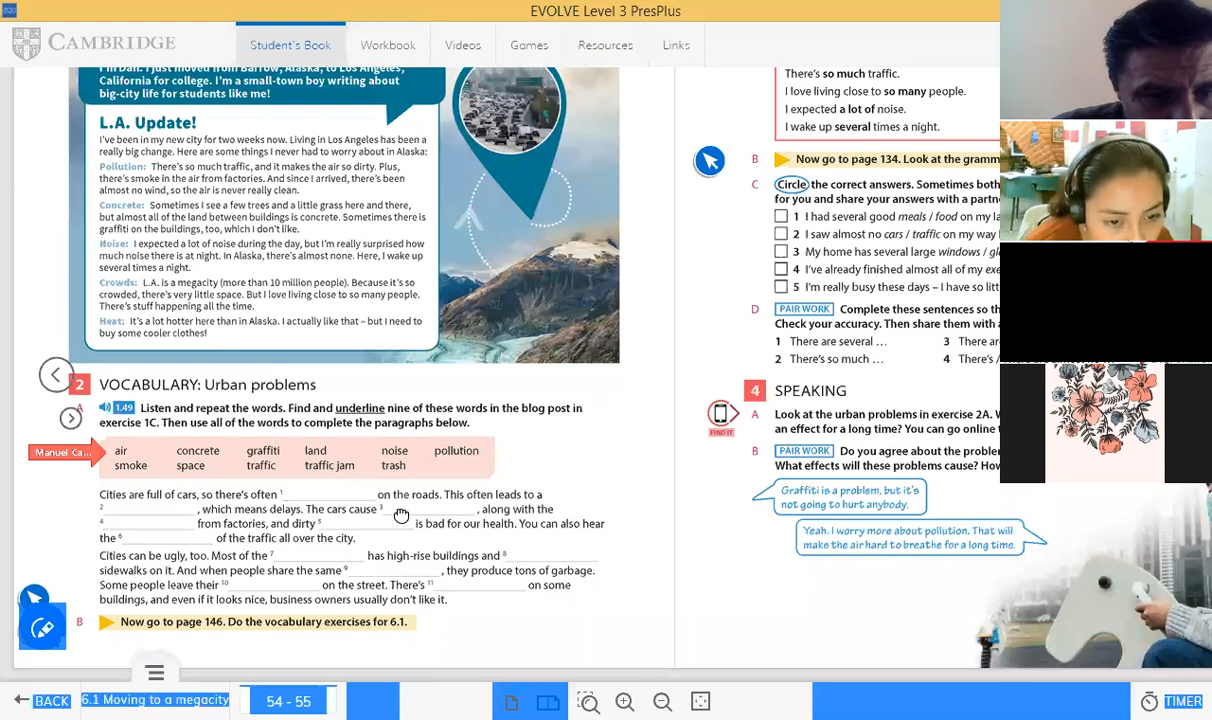 EVOLVE Level 3 PresPlus
CAMBRIDGE
Student's Book
Workbook
Videos
Games
Resources
Links
I'm Dan. I just moved from Barrow, Alaska, to Los Angeles,
California for college. I'm a small-town boy writing about
big-city life for students like me!
L.A. Update!
I've been in my new city for two weeks now. Living in Los Angeles has been a
really big change. Here are some things I never had to worry about in Alaska:
Pollution: There's so much traffic, and it makes the air so dirty. Plus,
there's smoke in the air from factories. And since I arrived, there's been
almost no wind, so the air is never really clean.
Concrete: Sometimes I see a few trees and a little grass here and there,
but almost all of the land between buildings is concrete. Sometimes there is
graffiti on the buildings, too, which I don't like.
Noise: I expected a lot of noise during the day, but I'm really surprised how
much noise there is at night. In Alaska, there's almost none. Here, I wake up
several times a night.
Crowds: L.A. is a megacity (more than 10 million people). Because it's so
crowded, there's very little space. But I love living close to so many people.
There's stuff happening all the time.
Heat: It's a lot hotter here than in Alaska. I actually like that – but I need to
buy some cooler clothes!
2 VOCABULARY: Urban problems
A 1.49 Listen and repeat the words. Find and underline nine of these words in the blog post in
exercise 1C. Then use all of the words to complete the paragraphs below.
Manuel Ca...
air concrete graffiti land noise pollution
smoke space traffic traffic jam trash
Cities are full of cars, so there's often 1 on the roads. This often leads to a
2 , which means delays. The cars cause 3 , along with the
4 from factories, and dirty 5 is bad for our health. You can also hear
the 6 of the traffic all over the city.
Cities can be ugly, too. Most of the 7 has high-rise buildings and 8
sidewalks on it. And when people share the same 9 , they produce tons of garbage.
Some people leave their 10 on the street. There's 11 on some
buildings, and even if it looks nice, business owners usually don't like it.
B Now go to page 146. Do the vocabulary exercises for 6.1.
There's so much traffic.
I love living close to so many people.
I expected a lot of noise.
I wake up several times a night.
B Now go to page 134. Look at the gramm
C Circle the correct answers. Sometimes both
for you and share your answers with a partn
1 I had several good meals / food on my la
2 I saw almost no cars / traffic on my way
3 My home has several large windows / gl
4 I've already finished almost all of my exe
5 I'm really busy these days – I have so litt
D PAIR WORK Complete these sentences so th
Check your accuracy. Then share them with a
1 There are several ... 3 There ar
2 There's so much ... 4 There's
4 SPEAKING
FIND IT
A Look at the urban problems in exercise 2A. W
an effect for a long time? You can go online t
B PAIR WORK Do you agree about the proble
What effects will these problems cause? How
Graffiti is a problem, but it's
not going to hurt anybody.
Yeah. I worry more about pollution. That will
make the air hard to breathe for a long time.
BACK
6.1 Moving to a megacity
54 - 55
TIMER